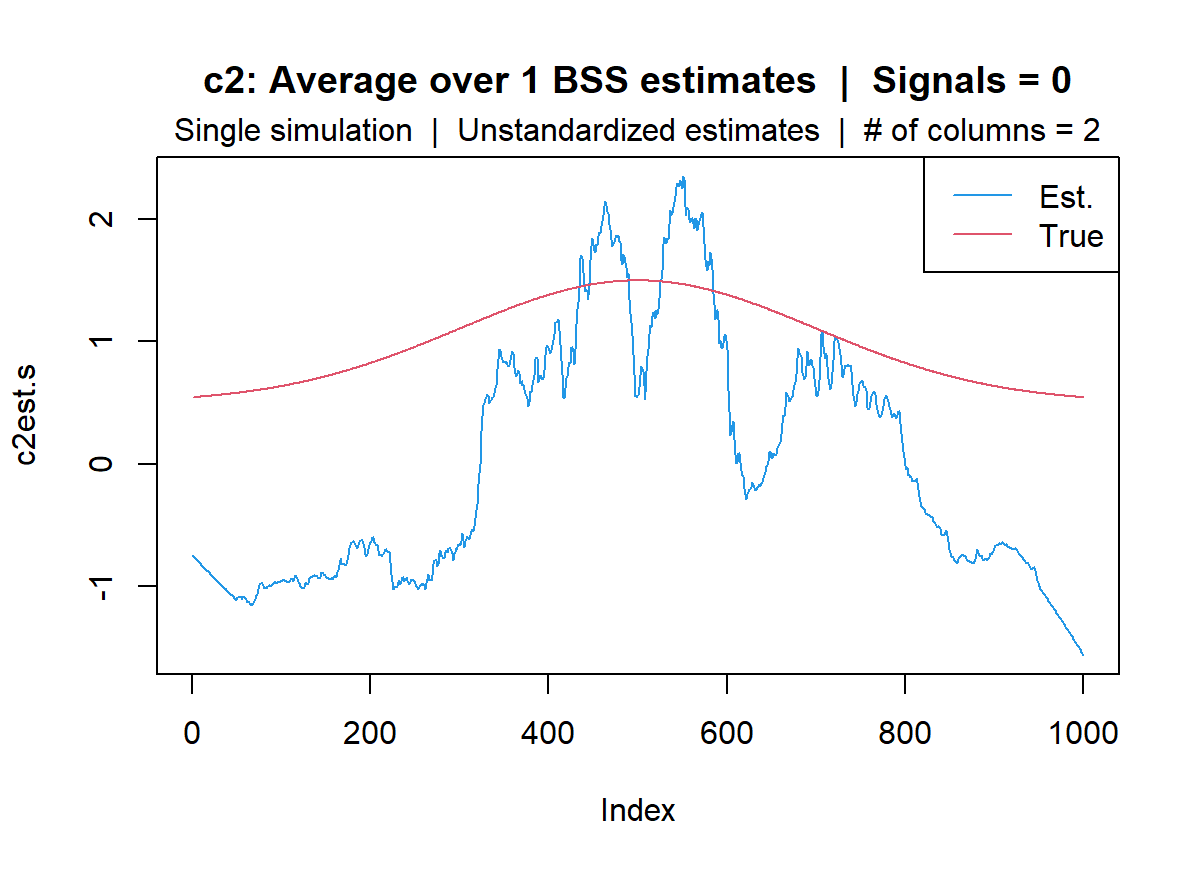 c2: Average over 1 BSS estimates | Signals = 0
Single simulation | Unstandardized estimates | # of columns = 2
Est.
True
c2est.s
2
1
0
-1
0
200
400
600
800
1000
Index